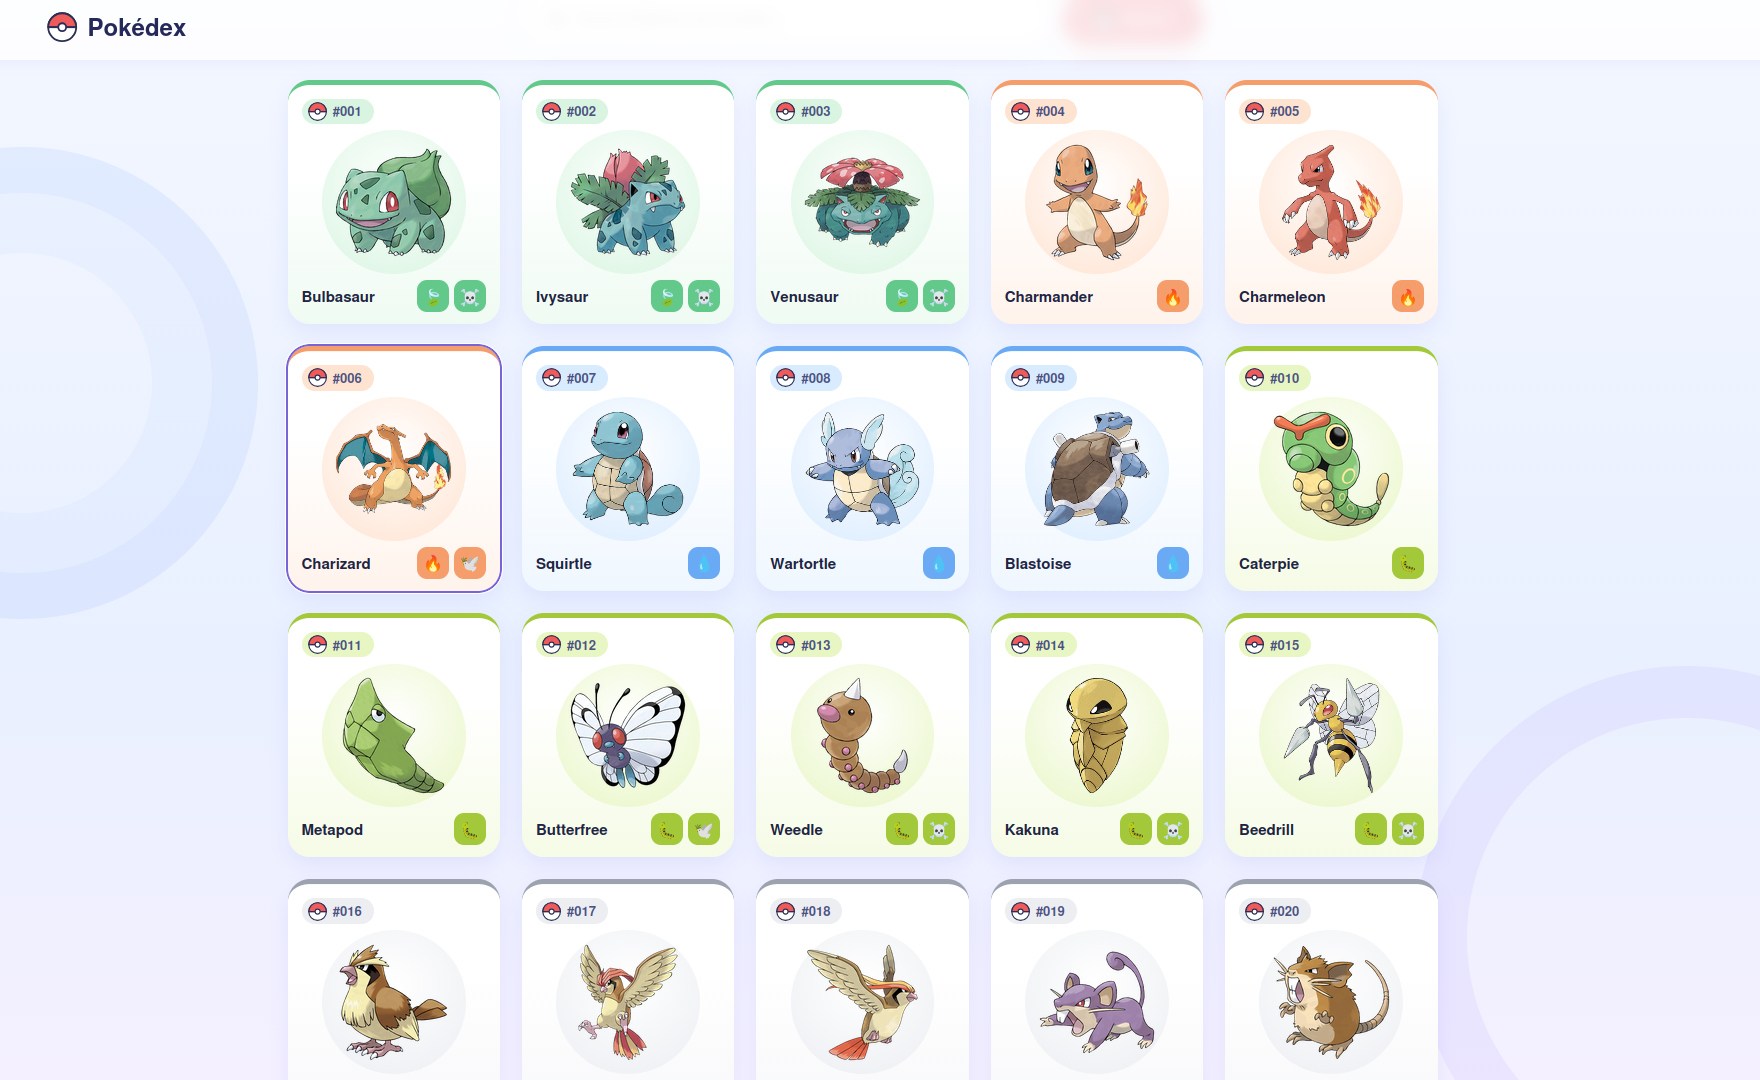 Pokédex
#001
#002
#003
#004
#005
Bulbasaur
Ivysaur
Venusaur
Charmander
Charmeleon
#006
#007
#008
#009
#010
Charizard
Squirtle
Wartortle
Blastoise
Caterpie
#011
#012
#013
#014
#015
Metapod
Butterfree
Weedle
Kakuna
Beedrill
#016
#017
#018
#019
#020